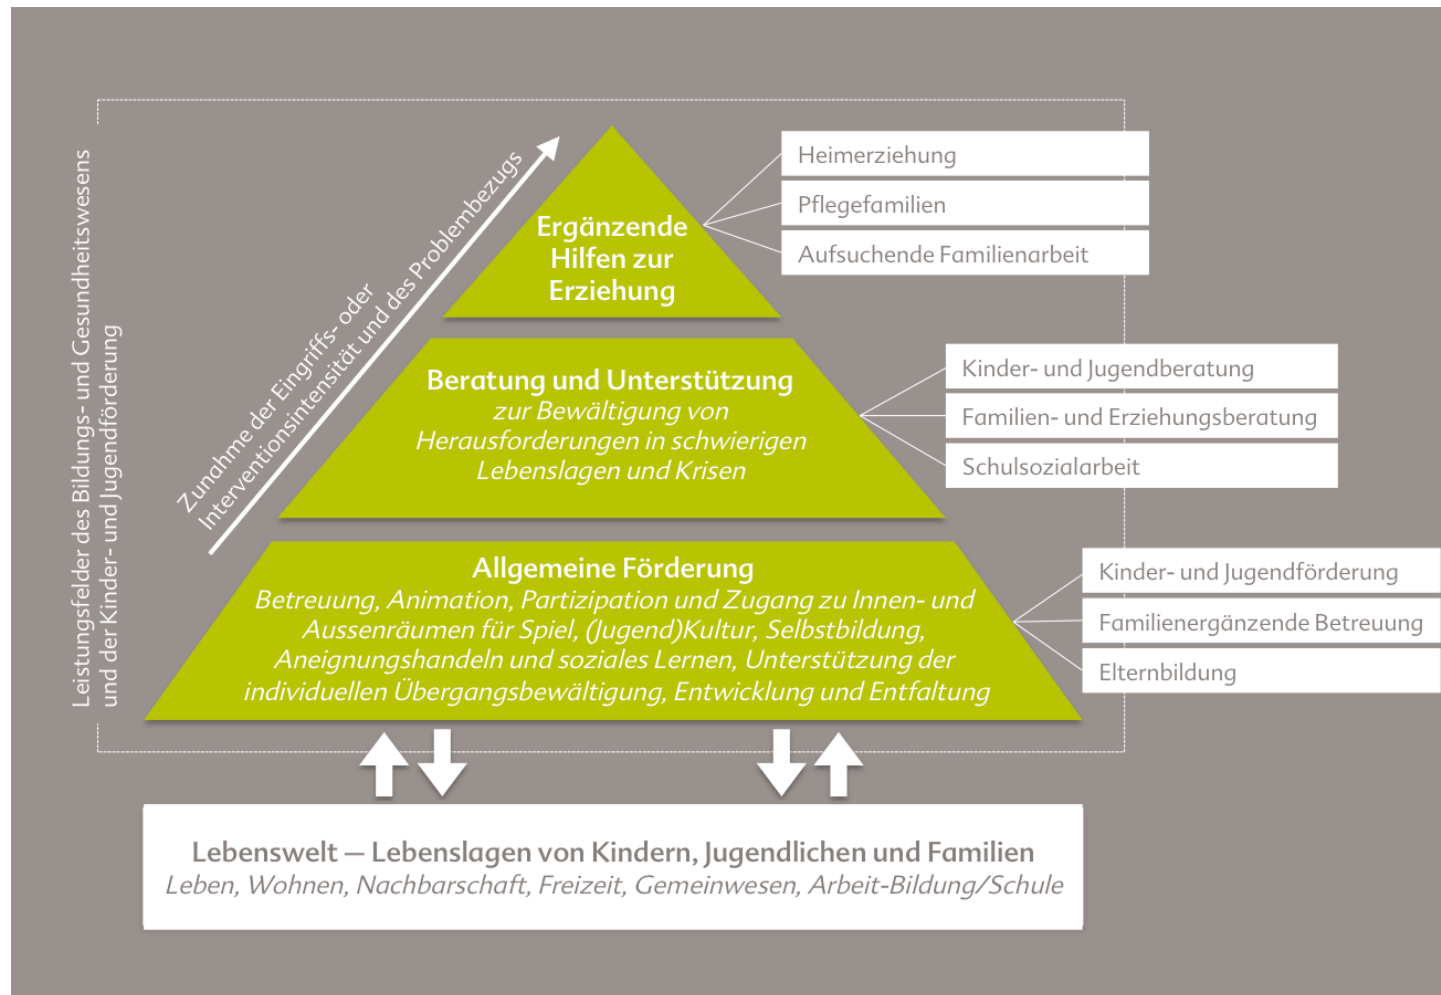 Leistungsfelder des Bildungs- und Gesundheitswesens
und der Kinder- und Jugendförderung
Zunahme der Eingriffs- oder
Interventionsintensität und des Problembezugs
Ergänzende
Hilfen zur
Erziehung
Heimerziehung
Pflegefamilien
Aufsuchende Familienarbeit
Beratung und Unterstützung
zur Bewältigung von
Herausforderungen in schwierigen
Lebenslagen und Krisen
Kinder- und Jugendberatung
Familien- und Erziehungsberatung
Schulsozialarbeit
Allgemeine Förderung
Betreuung, Animation, Partizipation und Zugang zu Innen- und
Aussenräumen für Spiel, (Jugend)Kultur, Selbstbildung,
Aneignungshandeln und soziales Lernen, Unterstützung der
individuellen Übergangsbewältigung, Entwicklung und Entfaltung
Kinder- und Jugendförderung
Familienergänzende Betreuung
Elternbildung
Lebenswelt — Lebenslagen von Kindern, Jugendlichen und Familien
Leben, Wohnen, Nachbarschaft, Freizeit, Gemeinwesen, Arbeit-Bildung/Schule